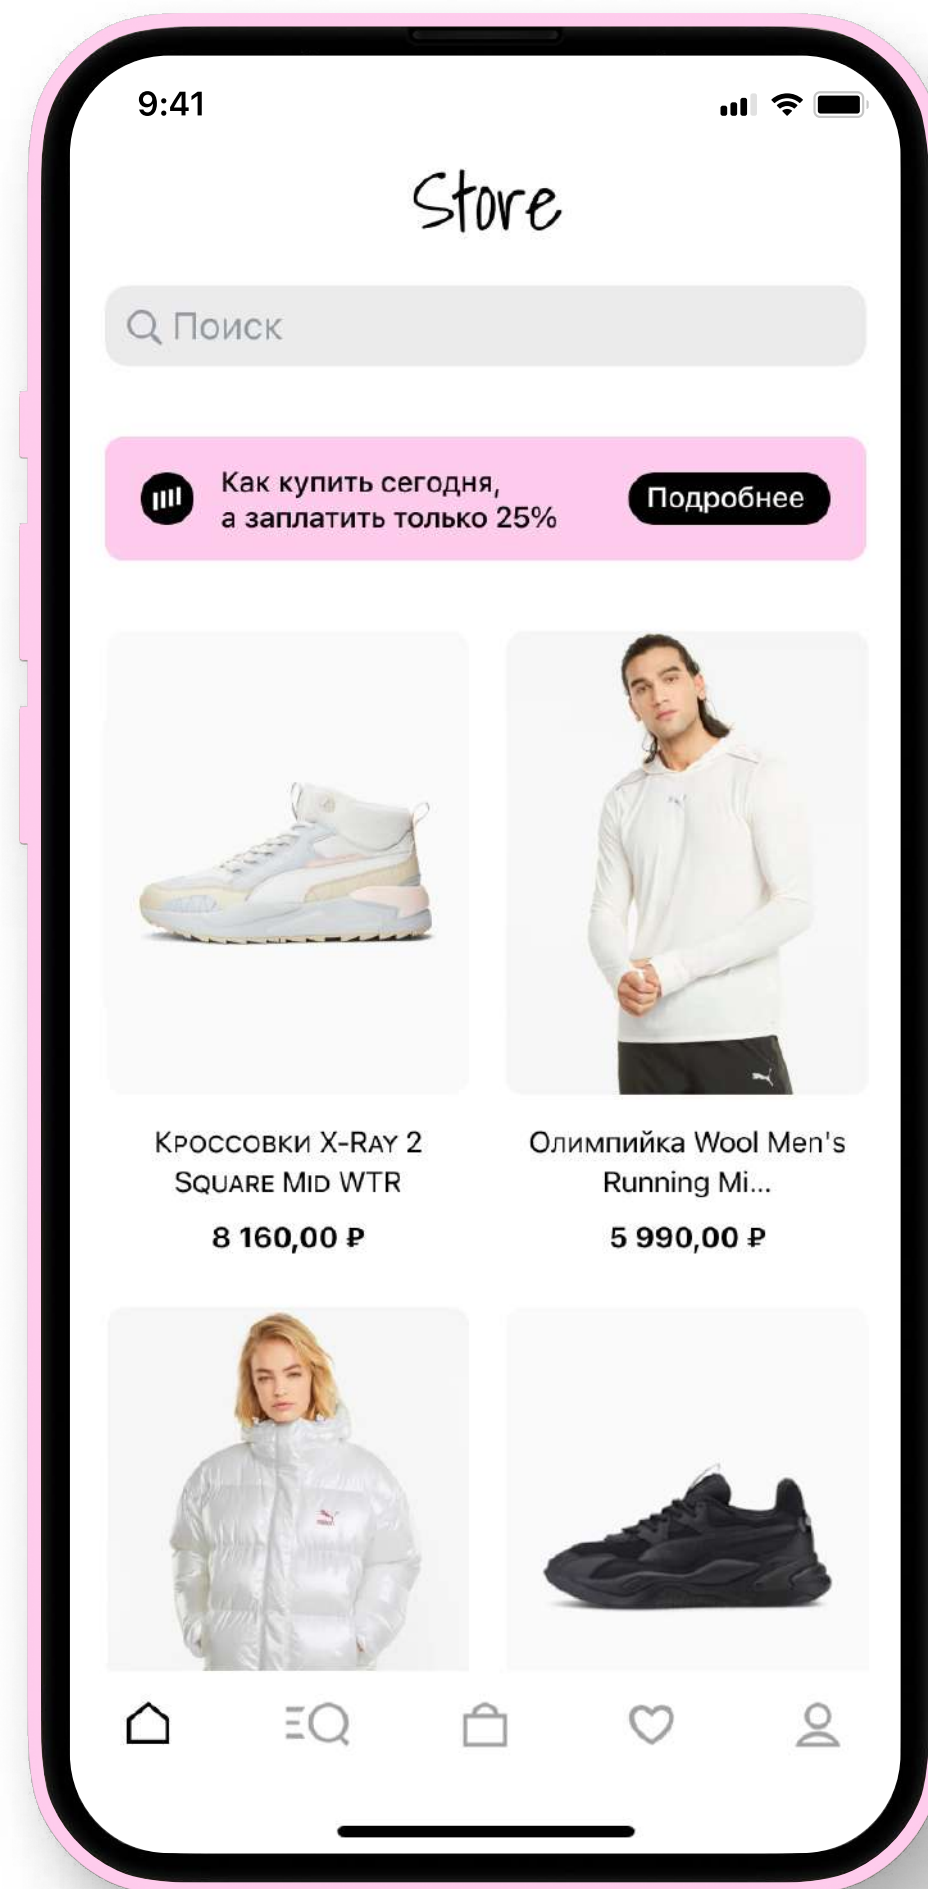 9:41
Store
Поиск
Как купить сегодня,
а заплатить только 25%
Подробнее
Кроссовки X-Ray 2
Square Mid WTR
8 160,00 ₽
Олимпийка Wool Men's
Running Mi...
5 990,00 ₽